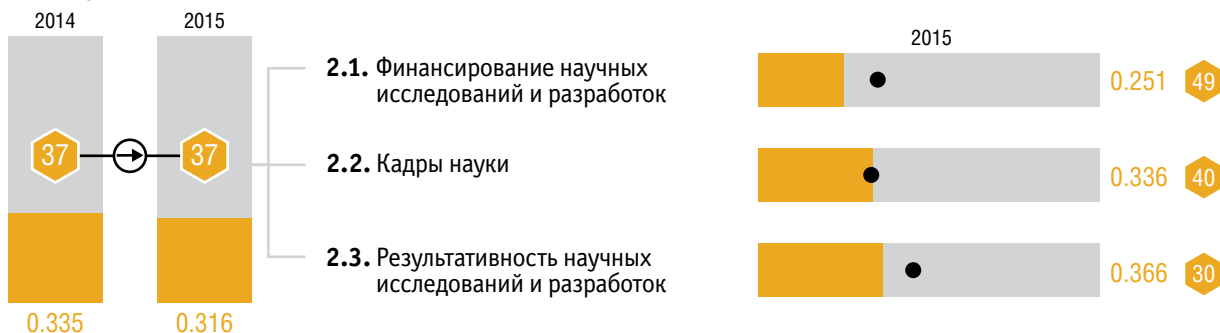 2014
2015
37
37
0.335
0.316
2.1. Финансирование научных
исследований и разработок
2.2. Кадры науки
2.3. Результативность научных
исследований и разработок
2015
0.251
49
0.336
40
0.366
30